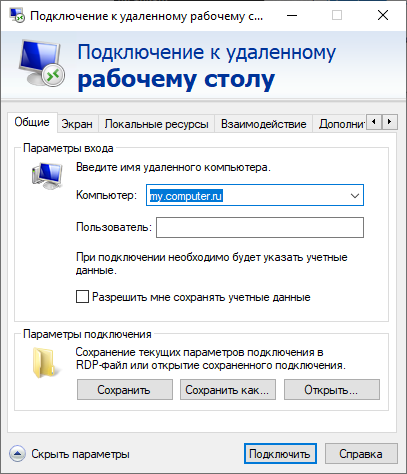 Подключение к удаленному рабочему с...
Подключение к удаленному
рабочему столу
Общие Экран Локальные ресурсы Взаимодействие Дополнит
Параметры входа
Введите имя удаленного компьютера.
Компьютер: my.computer.ru
Пользователь:
При подключении необходимо будет указать учетные
данные.
Разрешить мне сохранять учетные данные
Параметры подключения
Сохранение текущих параметров подключения в
RDP-Файл или открытие сохраненного подключения.
Сохранить Сохранить как... Открыть...
Скрыть параметры Подключить Справка